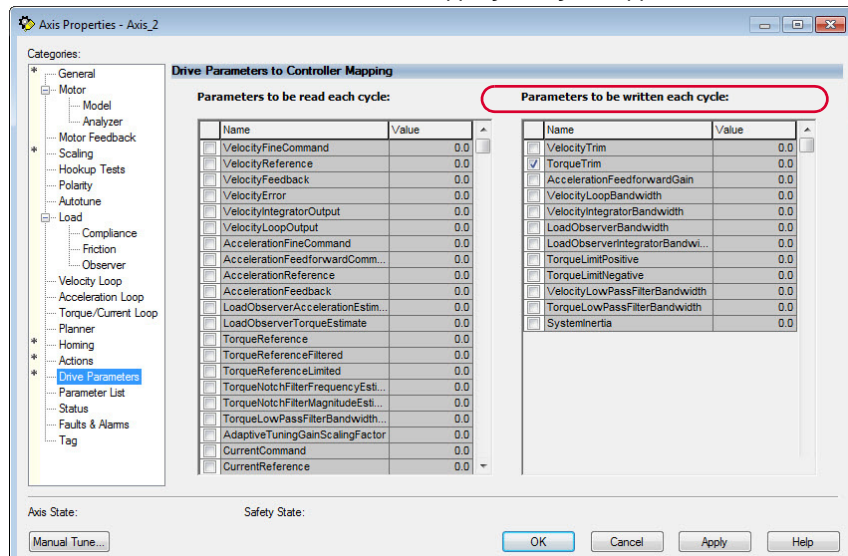 Axis Properties - Axis_2
Categories:
* General
Motor
Model
Analyzer
Motor Feedback
* Scaling
Hookup Tests
Polarity
Autotune
Load
Compliance
Friction
Observer
Velocity Loop
Acceleration Loop
Torque/Current Loop
Planner
* Homing
* Actions
* Drive Parameters
Parameter List
Status
Faults & Alarms
Tag
Drive Parameters to Controller Mapping
Parameters to be read each cycle:
Name Value
VelocityFineCommand 0.0
VelocityReference 0.0
VelocityFeedback 0.0
VelocityError 0.0
VelocityIntegratorOutput 0.0
VelocityLoopOutput 0.0
AccelerationFineCommand 0.0
AccelerationFeedforwardComm... 0.0
AccelerationReference 0.0
AccelerationFeedback 0.0
LoadObserverAccelerationEstim... 0.0
LoadObserverTorqueEstimate 0.0
TorqueReference 0.0
TorqueReferenceFiltered 0.0
TorqueReferenceLimited 0.0
TorqueNotchFilterFrequencyEsti... 0.0
TorqueNotchFilterMagnitudeEsti... 0.0
TorqueLowPassFilterBandwidth... 0.0
AdaptiveTuningGainScalingFactor 0.0
CurrentCommand 0.0
CurrentReference 0.0
Parameters to be written each cycle:
Name Value
VelocityTrim 0.0
TorqueTrim 0.0
AccelerationFeedforwardGain 0.0
VelocityLoopBandwidth 0.0
VelocityIntegratorBandwidth 0.0
LoadObserverBandwidth 0.0
LoadObserverIntegratorBandwi... 0.0
TorqueLimitPositive 0.0
TorqueLimitNegative 0.0
VelocityLowPassFilterBandwidth 0.0
TorqueLowPassFilterBandwidth 0.0
SystemInertia 0.0
Axis State: Safety State:
Manual Tune... OK Cancel Apply Help